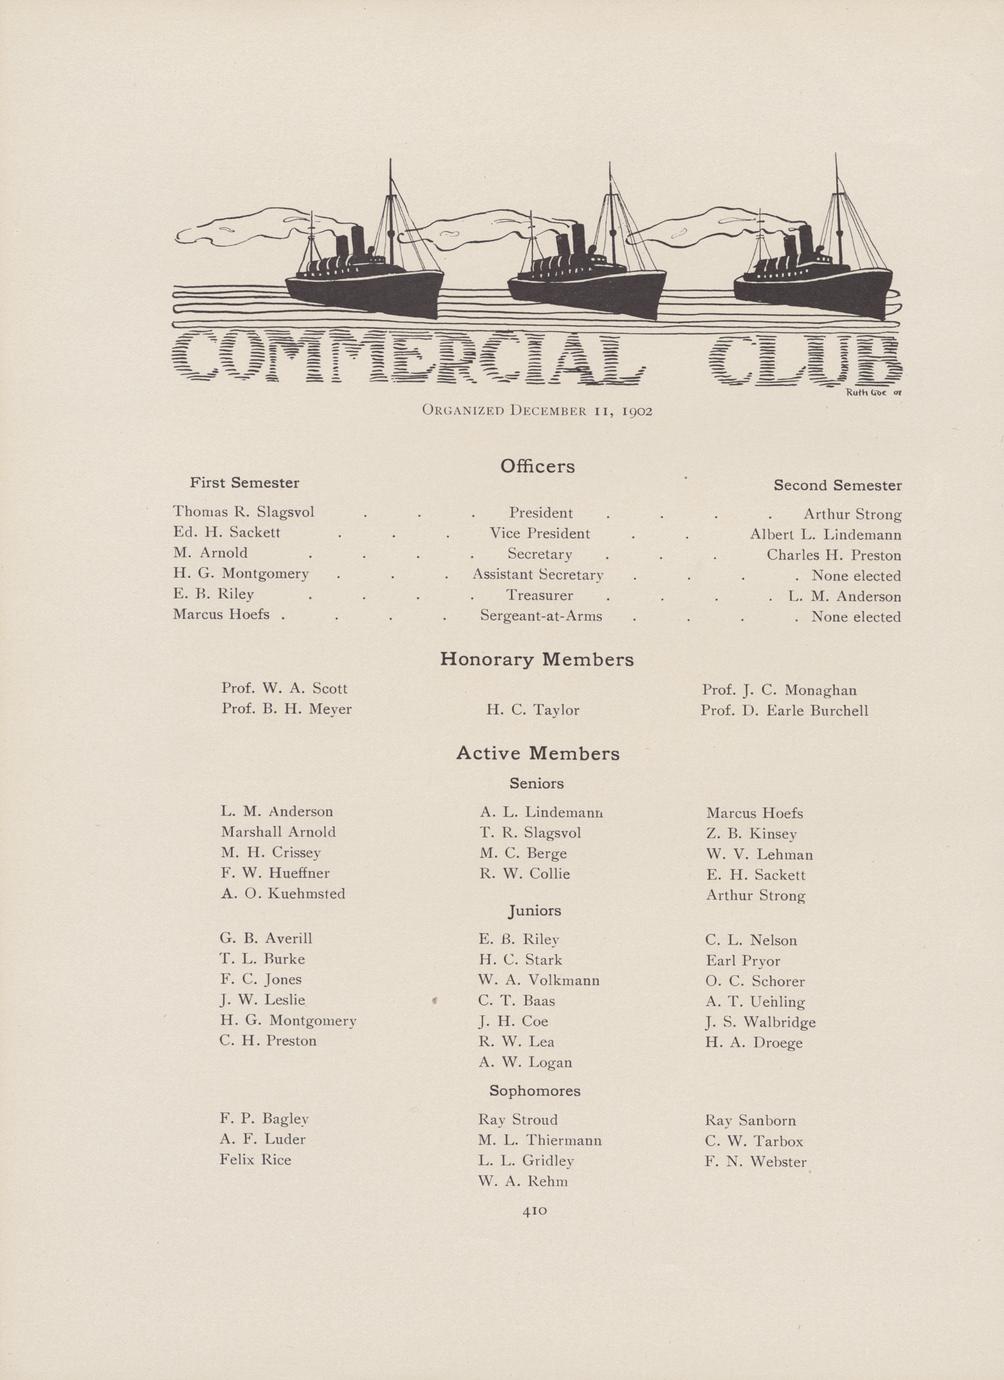 COMMERCIAL CLUB
Ruth Goe 07
ORGANIZED DECEMBER 11, 1902
Officers
First Semester Second Semester
Thomas R. Slagsvol . . . President . . . . Arthur Strong
Ed. H. Sackett . . . Vice President . . Albert L. Lindemann
M. Arnold . . . . Secretary . . . Charles H. Preston
H. G. Montgomery . . . Assistant Secretary . . . . None elected
E. B. Riley . . . . Treasurer . . . . L. M. Anderson
Marcus Hoefs . . . . Sergeant-at-Arms . . . . None elected
Honorary Members
Prof. W. A. Scott Prof. J. C. Monaghan
Prof. B. H. Meyer H. C. Taylor Prof. D. Earle Burchell
Active Members
Seniors
L. M. Anderson A. L. Lindemann Marcus Hoefs
Marshall Arnold T. R. Slagsvol Z. B. Kinsey
M. H. Crissey M. C. Berge W. V. Lehman
F. W. Hueffner R. W. Collie E. H. Sackett
A. O. Kuehmsted Arthur Strong
Juniors
G. B. Averill E. B. Riley C. L. Nelson
T. L. Burke H. C. Stark Earl Pryor
F. C. Jones W. A. Volkmann O. C. Schorer
J. W. Leslie C. T. Baas A. T. Uehling
H. G. Montgomery J. H. Coe J. S. Walbridge
C. H. Preston R. W. Lea H. A. Droege
A. W. Logan
Sophomores
F. P. Bagley Ray Stroud Ray Sanborn
A. F. Luder M. L. Thiermann C. W. Tarbox
Felix Rice L. L. Gridley F. N. Webster
W. A. Rehm
410